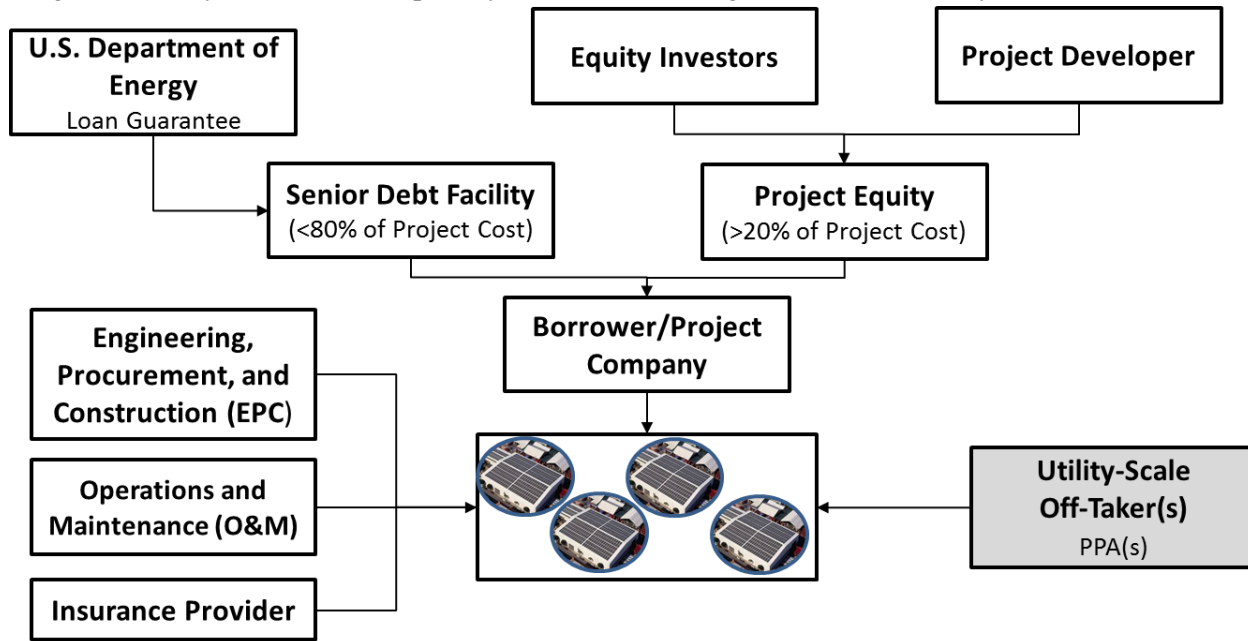 U.S. Department of
Energy
Loan Guarantee
Equity Investors
Project Developer
Senior Debt Facility
(<80% of Project Cost)
Project Equity
(>20% of Project Cost)
Borrower/Project
Company
Engineering,
Procurement, and
Construction (EPC)
Operations and
Maintenance (O&M)
Insurance Provider
Utility-Scale
Off-Taker(s)
PPA(s)